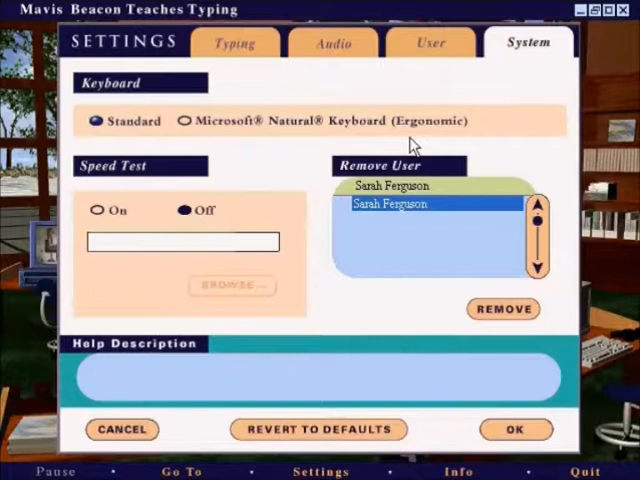 Mavis Beacon Teaches Typing
SETTINGS
Typing
Audio
User
System
Keyboard
Standard
Microsoft® Natural® Keyboard (Ergonomic)
Speed Test
Remove User
On
Off
Sarah Ferguson
Sarah Ferguson
BROWSE...
REMOVE
Help Description
CANCEL
REVERT TO DEFAULTS
OK
Pause • Go To • Settings • Info • Quit